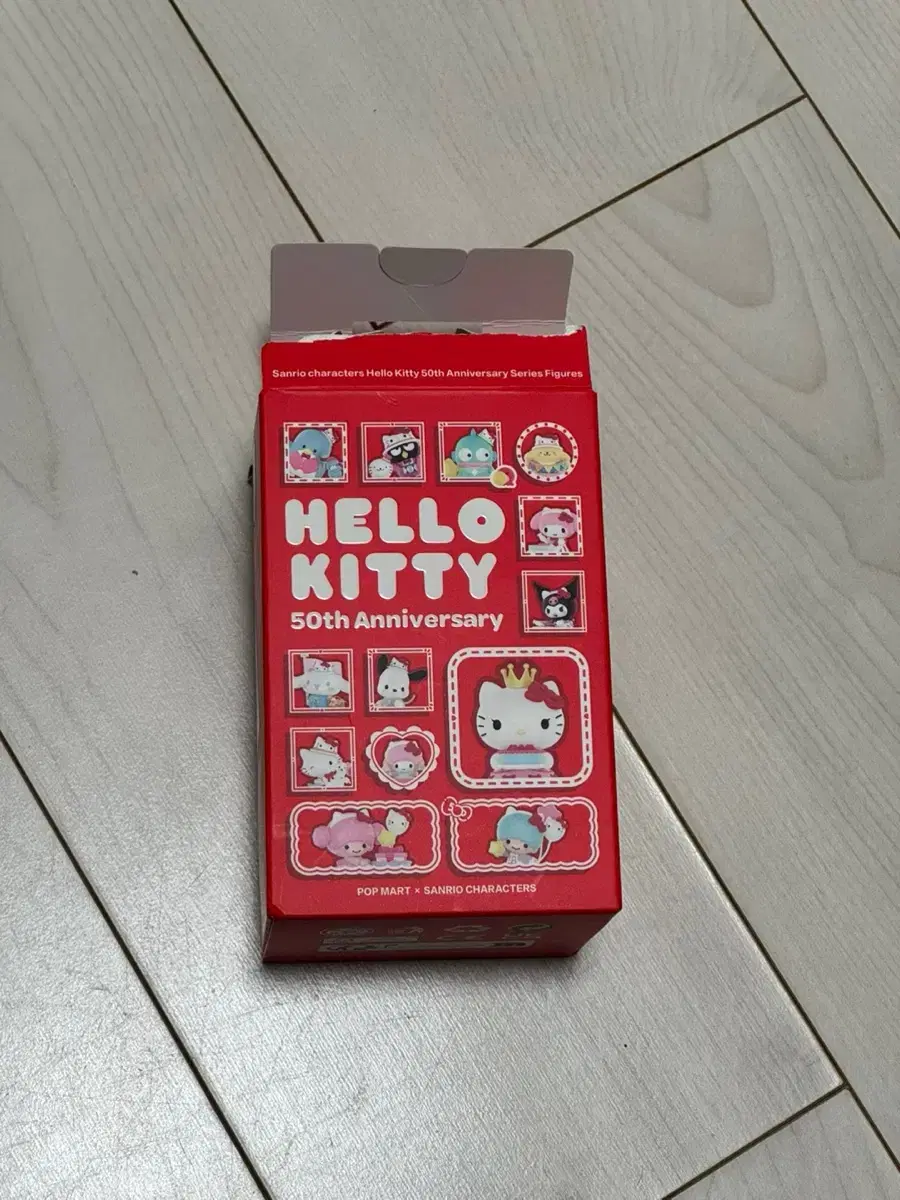 Sanrio characters Hello Kitty 50th Anniversary Series Figures
HELLO
KITTY
50th Anniversary
POP MART × SANRIO CHARACTERS